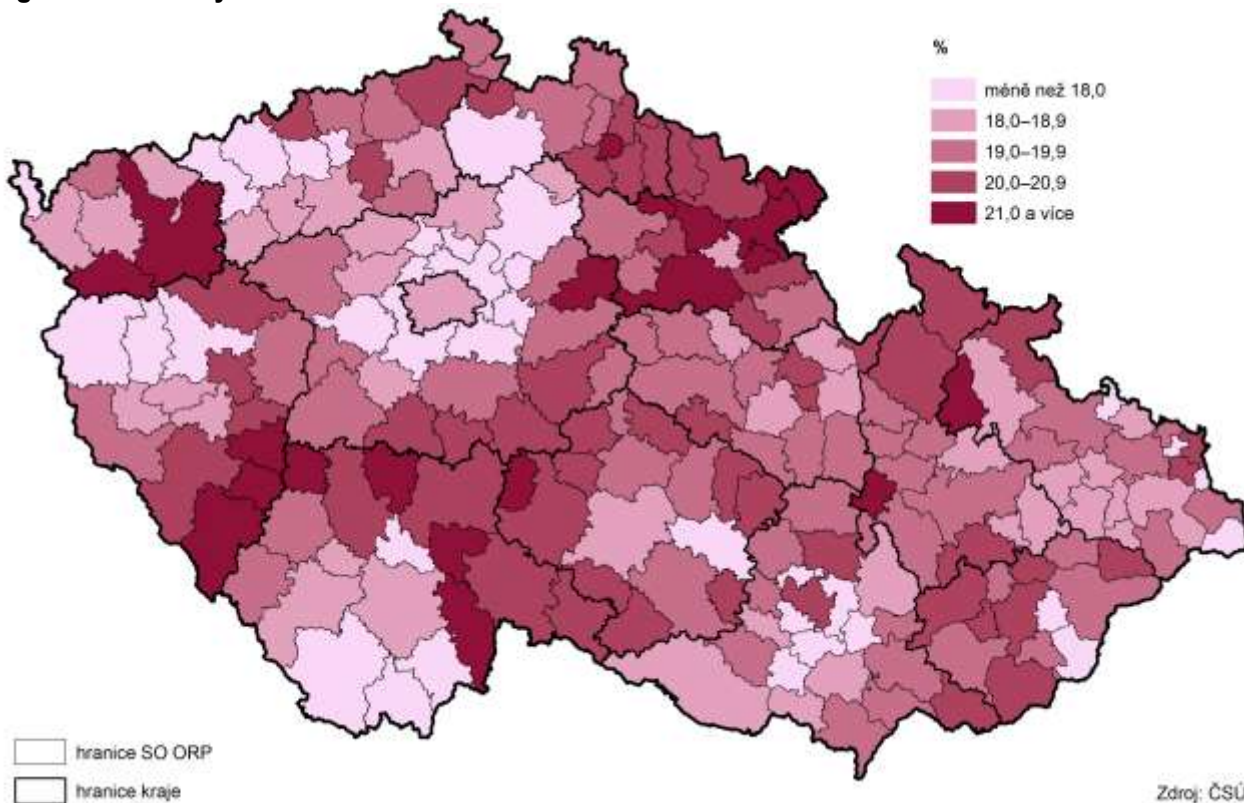 %
méně než 18,0
18,0–18,9
19,0–19,9
20,0–20,9
21,0 a více
hranice SO ORP
hranice kraje
Zdroj: ČSÚ